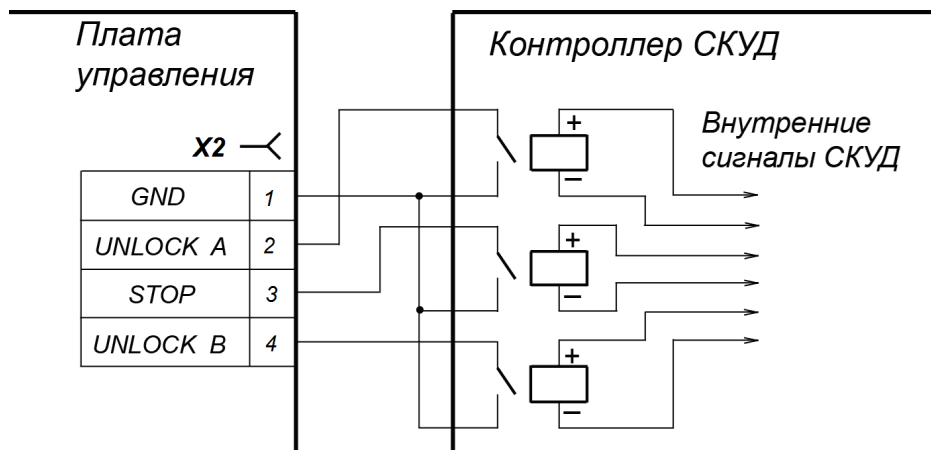 Плата
управления
Контроллер СКУД
X2
GND 1
UNLOCK A 2
STOP 3
UNLOCK B 4
Внутренние
сигналы СКУД
+
−
+
−
+
−